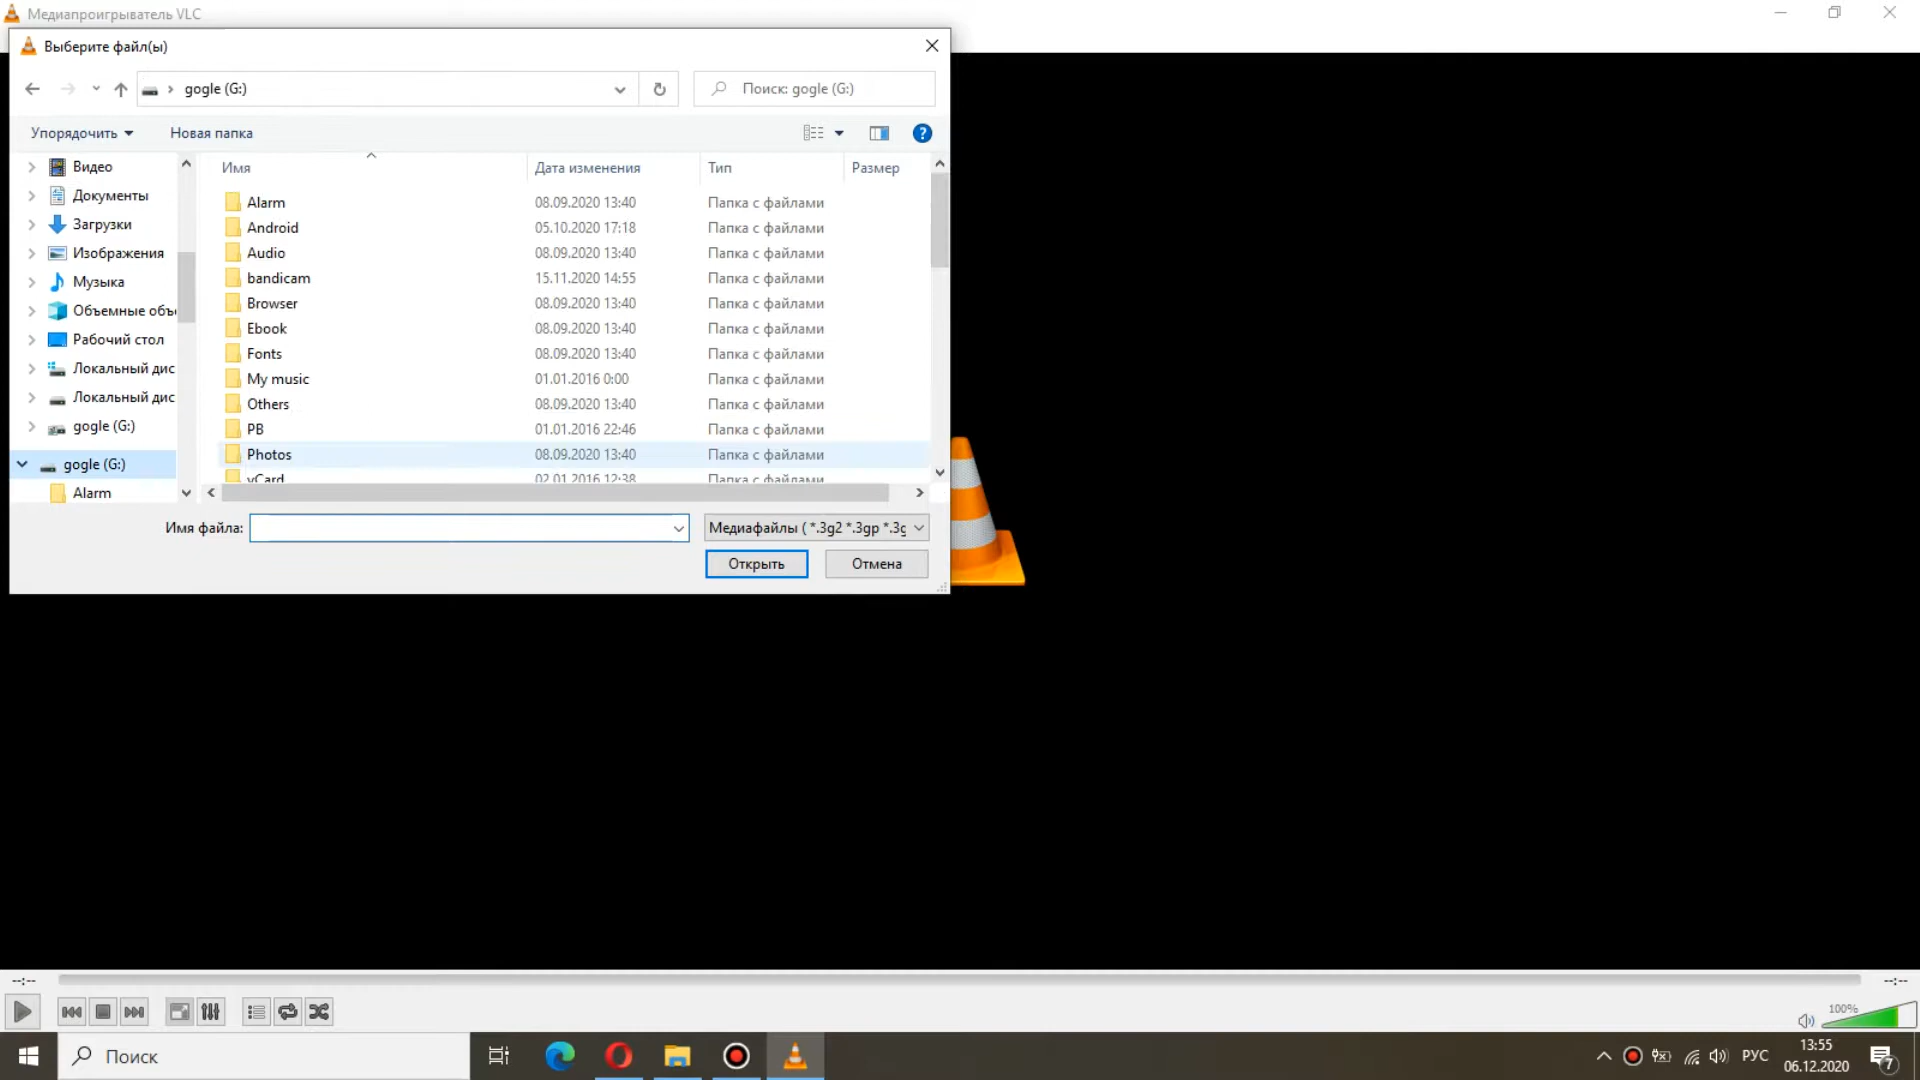 Медиапроигрыватель VLC
Выберите файл(ы)
gogle (G:)
Поиск: gogle (G:)
Упорядочить
Новая папка
Видео
Документы
Загрузки
Изображения
Музыка
Объемные объ
Рабочий стол
Локальный дис
Локальный дис
gogle (G:)
gogle (G:)
Alarm
Имя Дата изменения Тип Размер
Alarm 08.09.2020 13:40 Папка с файлами
Android 05.10.2020 17:18 Папка с файлами
Audio 08.09.2020 13:40 Папка с файлами
bandicam 15.11.2020 14:55 Папка с файлами
Browser 08.09.2020 13:40 Папка с файлами
Ebook 08.09.2020 13:40 Папка с файлами
Fonts 08.09.2020 13:40 Папка с файлами
My music 01.01.2016 0:00 Папка с файлами
Others 08.09.2020 13:40 Папка с файлами
PB 01.01.2016 22:46 Папка с файлами
Photos 08.09.2020 13:40 Папка с файлами
vCard 02.01.2016 12:38 Папка с файлами
Имя файла:
Медиафайлы ( *.3g2 *.3gp *.3g
Открыть
Отмена
--:-- --:--
100%
Поиск
РУС
13:55
06.12.2020
7